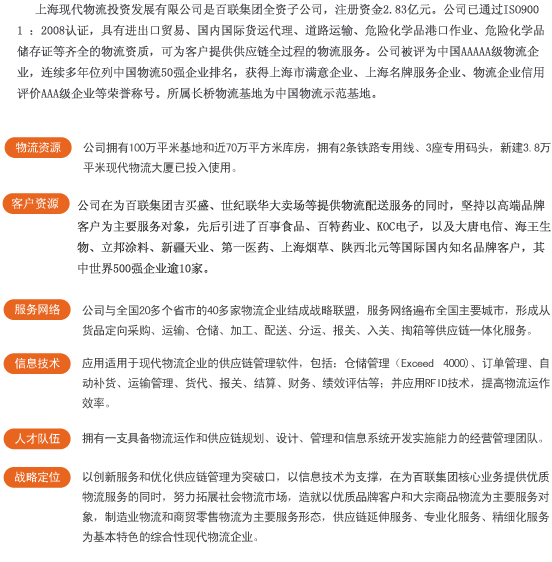 上海现代物流投资发展有限公司是百联集团全资子公司，注册资金2.83亿元。公司已通过ISO900
1 ：2008认证，具有进出口贸易、国内国际货运代理、道路运输、危险化学品港口作业、危险化学品
储存证等齐全的物流资质，可为客户提供供应链全过程的物流服务。公司被评为中国AAAAA级物流企
业，连续多年位列中国物流50强企业排名，获得上海市满意企业、上海名牌服务企业、物流企业信用
评价AAA级企业等荣誉称号。所属长桥物流基地为中国物流示范基地。
物流资源
公司拥有100万平米基地和近70万平方米库房，拥有2条铁路专用线、3座专用码头，新建3.8万
平米现代物流大厦已投入使用。
客户资源
公司在为百联集团吉买盛、世纪联华大卖场等提供物流配送服务的同时，坚持以高端品牌
客户为主要服务对象，先后引进了百事食品、百特药业、KOC电子，以及大唐电信、海王生
物、立邦涂料、新疆天业、第一医药、上海烟草、陕西北元等国际国内知名品牌客户，其
中世界500强企业逾10家。
服务网络
公司与全国20多个省市的40多家物流企业结成战略联盟，服务网络遍布全国主要城市，形成从
货品定向采购、运输、仓储、加工、配送、分运、报关、入关、掏箱等供应链一体化服务。
信息技术
应用适用于现代物流企业的供应链管理软件，包括：仓储管理（Exceed 4000)、订单管理、自
动补货、运输管理、货代、报关、结算、财务、绩效评估等；并应用RFID技术，提高物流运作
效率。
人才队伍
拥有一支具备物流运作和供应链规划、设计、管理和信息系统开发实施能力的经营管理团队。
战略定位
以创新服务和优化供应链管理为突破口，以信息技术为支撑，在为百联集团核心业务提供优质
物流服务的同时，努力拓展社会物流市场，造就以优质品牌客户和大宗商品物流为主要服务对
象，制造业物流和商贸零售物流为主要服务形态，供应链延伸服务、专业化服务、精细化服务
为基本特色的综合性现代物流企业。